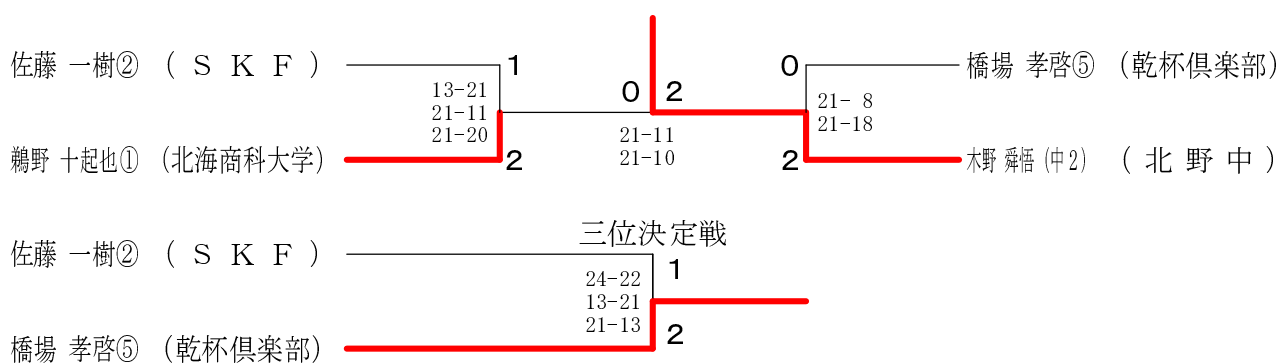 佐藤 一樹② (ＳＫＦ)
1
13-21
21-11
21-20
鵜野 十起也① (北海商科大学)
2
0 2
21-11
21-10
0
橋場 孝啓⑤ (乾杯倶楽部)
21- 8
21-18
2
木野 舜悟 (中2) (北野中)
三位決定戦
佐藤 一樹② (ＳＫＦ)
1
24-22
13-21
21-13
橋場 孝啓⑤ (乾杯倶楽部)
2